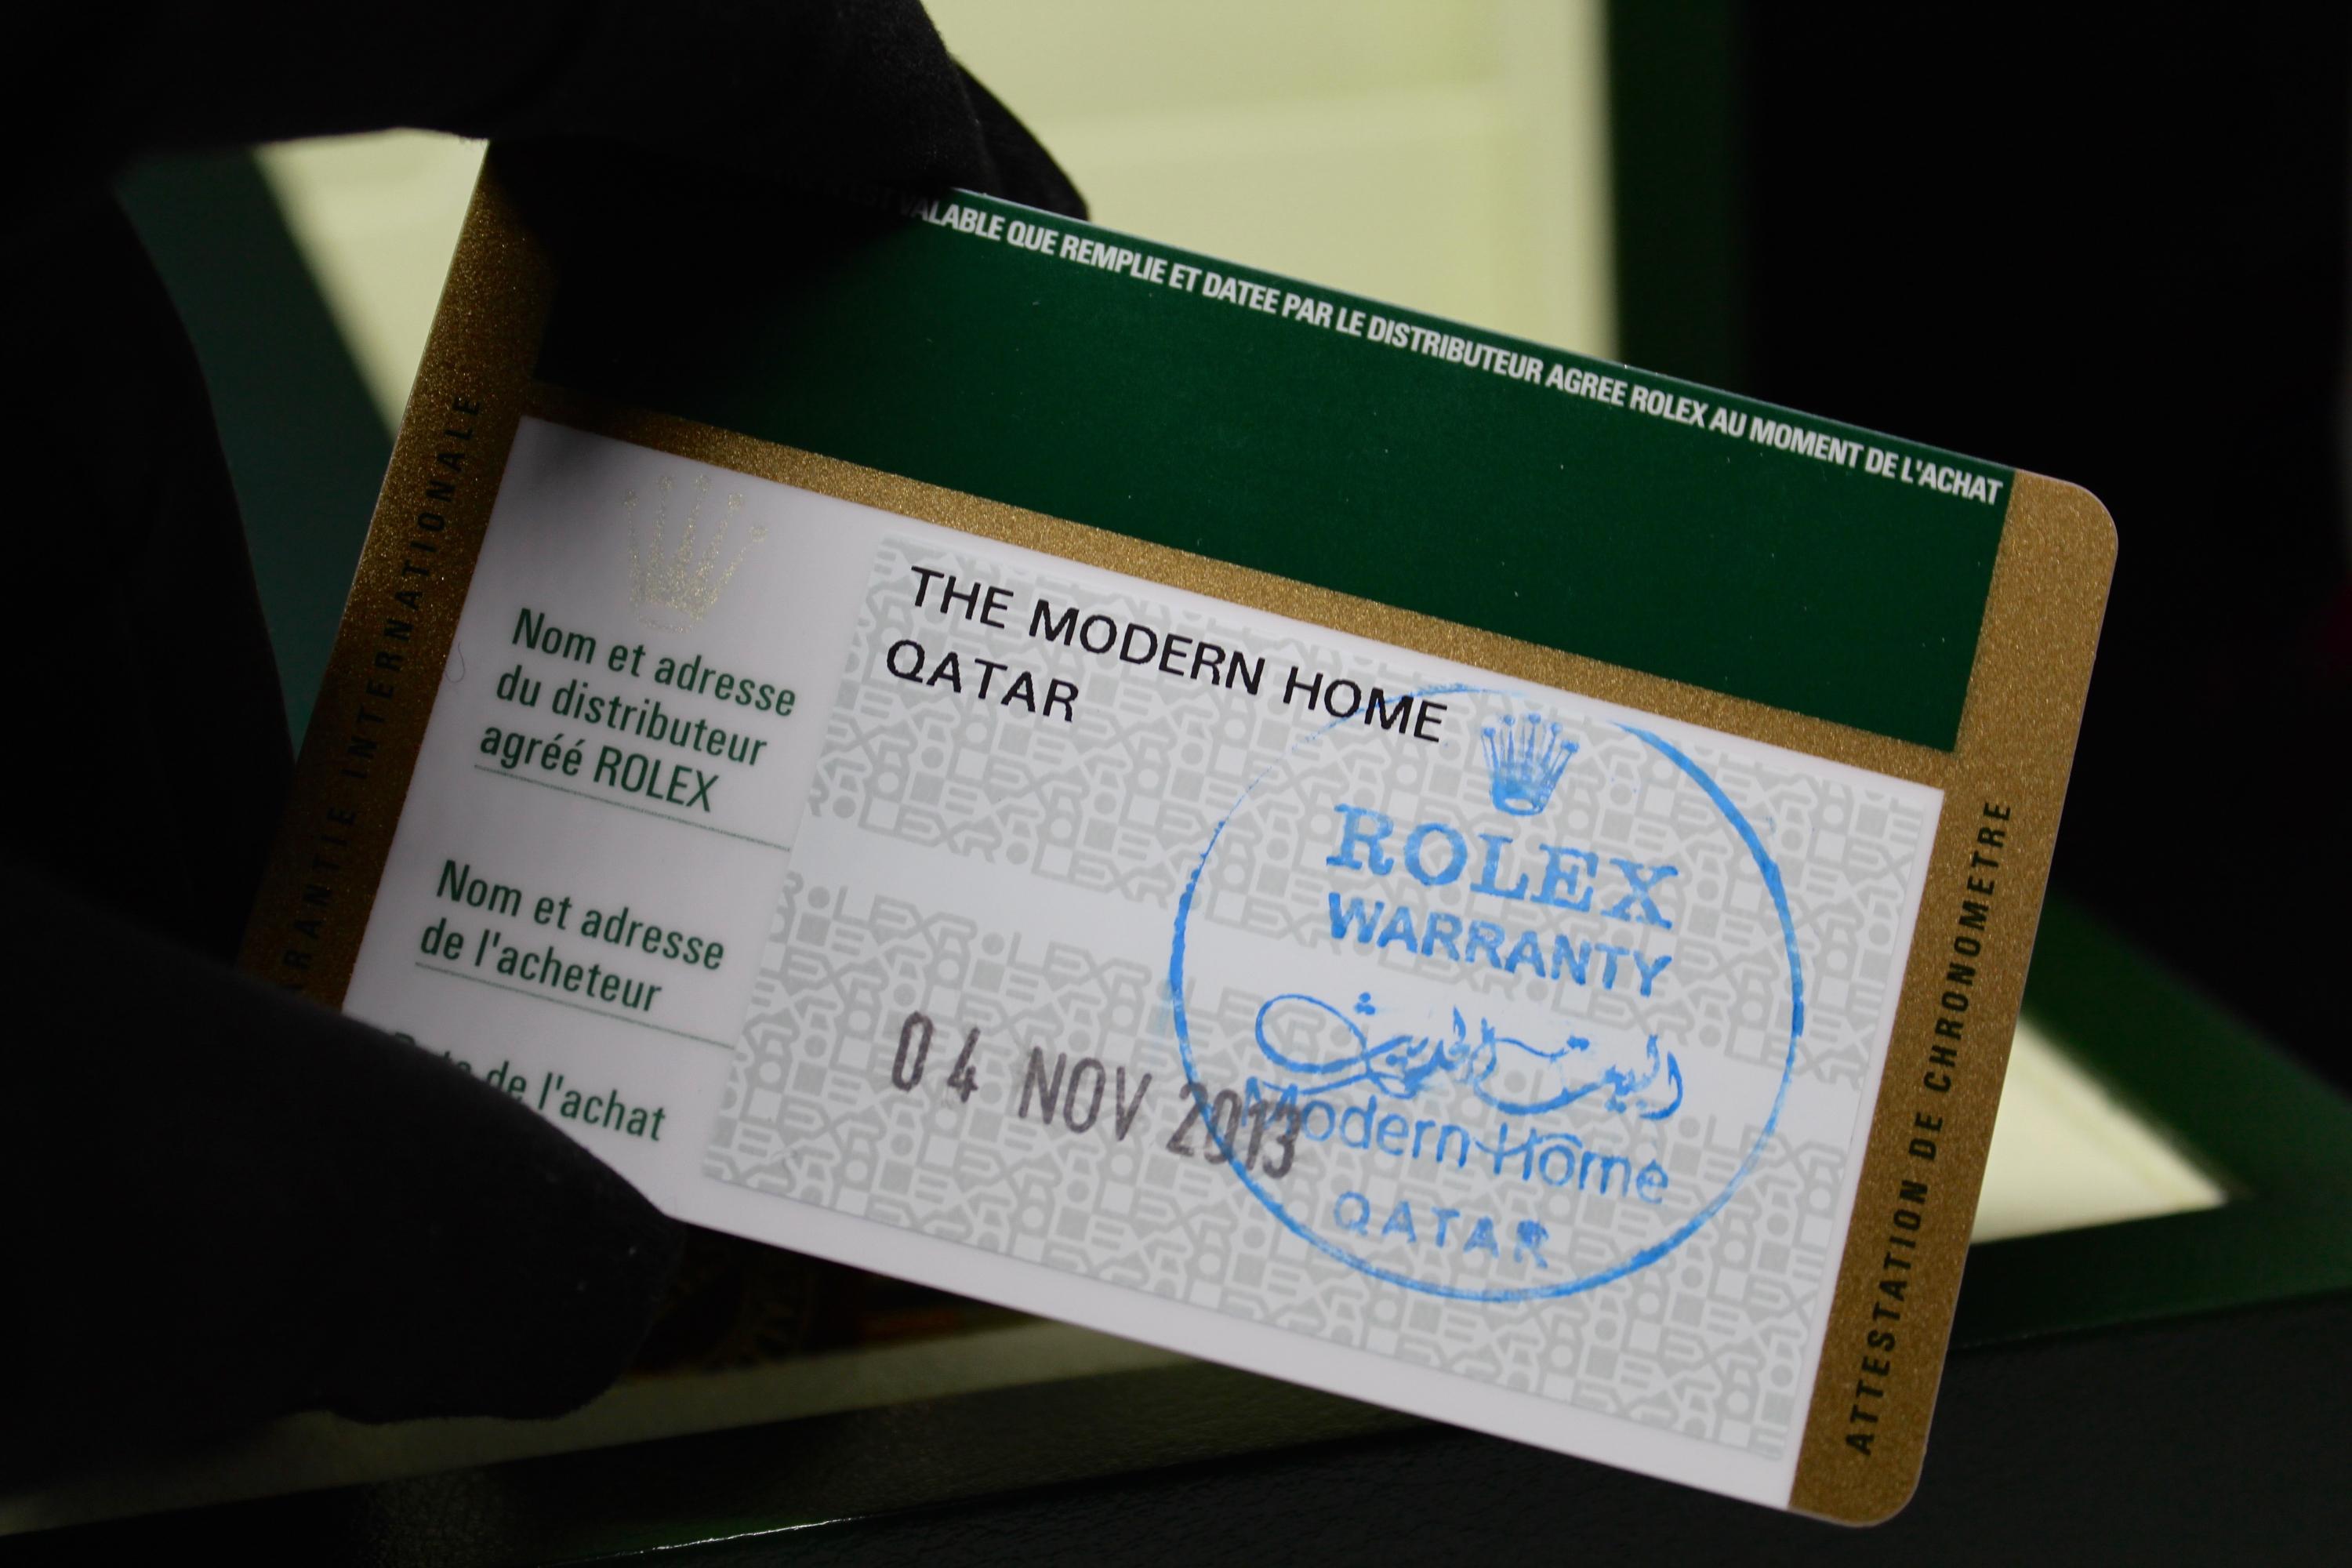 VALABLE QUE REMPLIE ET DATEE PAR LE DISTRIBUTEUR AGREE ROLEX AU MOMENT DE L'ACHAT
INTERNATIONALE
Nom et adresse
du distributeur
agréé ROLEX
THE MODERN HOME
QATAR
Nom et adresse
de l'acheteur
de l'achat
04 NOV 2013
ROLEX
WARRANTY
البيت الحديث
Modern Home
QATAR
ATTESTATION DE CHRONOMETRE